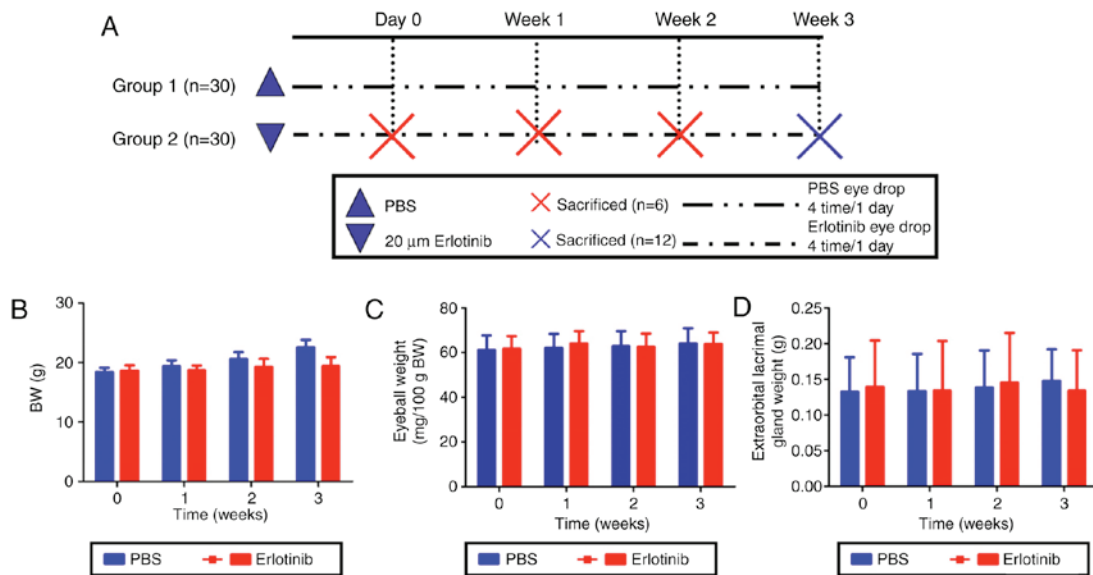 A
Day 0
Week 1
Week 2
Week 3
Group 1 (n=30)
Group 2 (n=30)
PBS
Sacrificed (n=6)
PBS eye drop
4 time/1 day
20 μm Erlotinib
Sacrificed (n=12)
Erlotinib eye drop
4 time/1 day
B
BW (g)
30
20
10
0
0
1
2
3
Time (weeks)
PBS
Erlotinib
C
Eyeball weight
(mg/100 g BW)
80
60
40
20
0
0
1
2
3
Time (weeks)
PBS
Erlotinib
D
Extraorbital lacrimal
gland weight (g)
0.25
0.20
0.15
0.10
0.05
0.00
0
1
2
3
Time (weeks)
PBS
Erlotinib